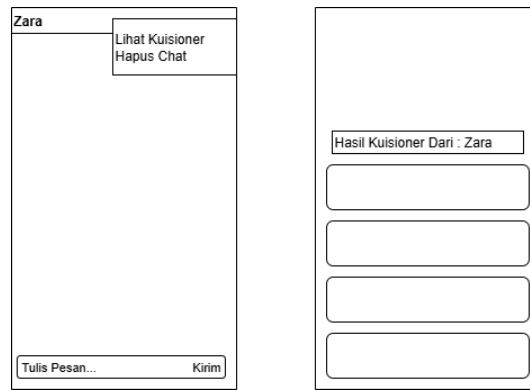 Zara
Lihat Kuisioner
Hapus Chat
Tulis Pesan...
Kirim
Hasil Kuisioner Dari : Zara